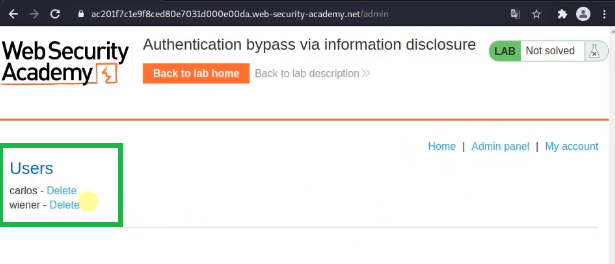 ac201f7c1e9f8ced80e7031d000e00da.web-security-academy.net/admin
Web Security
Academy
Authentication bypass via information disclosure
LAB Not solved
Back to lab home Back to lab description
Home | Admin panel | My account
Users
carlos - Delete
wiener - Delete